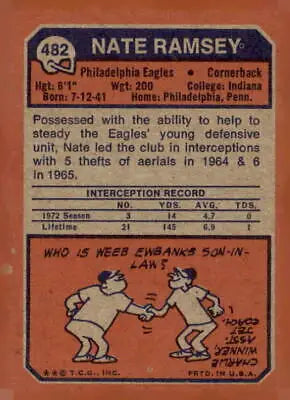 482
NATE RAMSEY
Philadelphia Eagles • Cornerback
Hgt: 6'1" Wgt: 200 College: Indiana
Born: 7-12-41 Home: Philadelphia, Penn.
Possessed with the ability to help to
steady the Eagles' young defensive
unit, Nate led the club in interceptions
with 5 thefts of aerials in 1964 & 6
in 1965.
INTERCEPTION RECORD
NO. YDS. AVG. TD
1972 Season 3 14 4.7 0
Lifetime 21 145 6.9 1
WHO IS WEEB EWBANKS SON-IN-
LAW?
CHARLIE
WINNER,
ASST.
JET
COACH.
★★© T.C.G., INC.
PRTD. IN U.S.A.